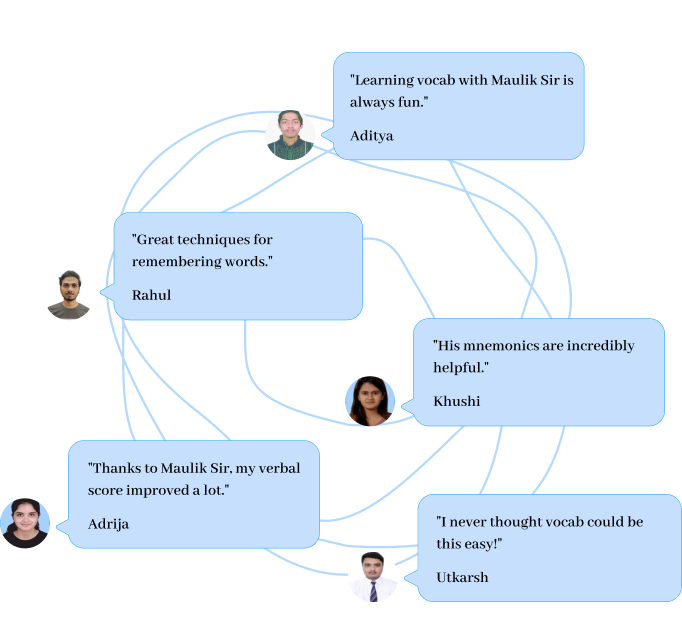 "Learning vocab with Maulik Sir is
always fun."
Aditya
"Great techniques for
remembering words."
Rahul
"His mnemonics are incredibly
helpful."
Khushi
"Thanks to Maulik Sir, my verbal
score improved a lot."
Adrija
"I never thought vocab could be
this easy!"
Utkarsh